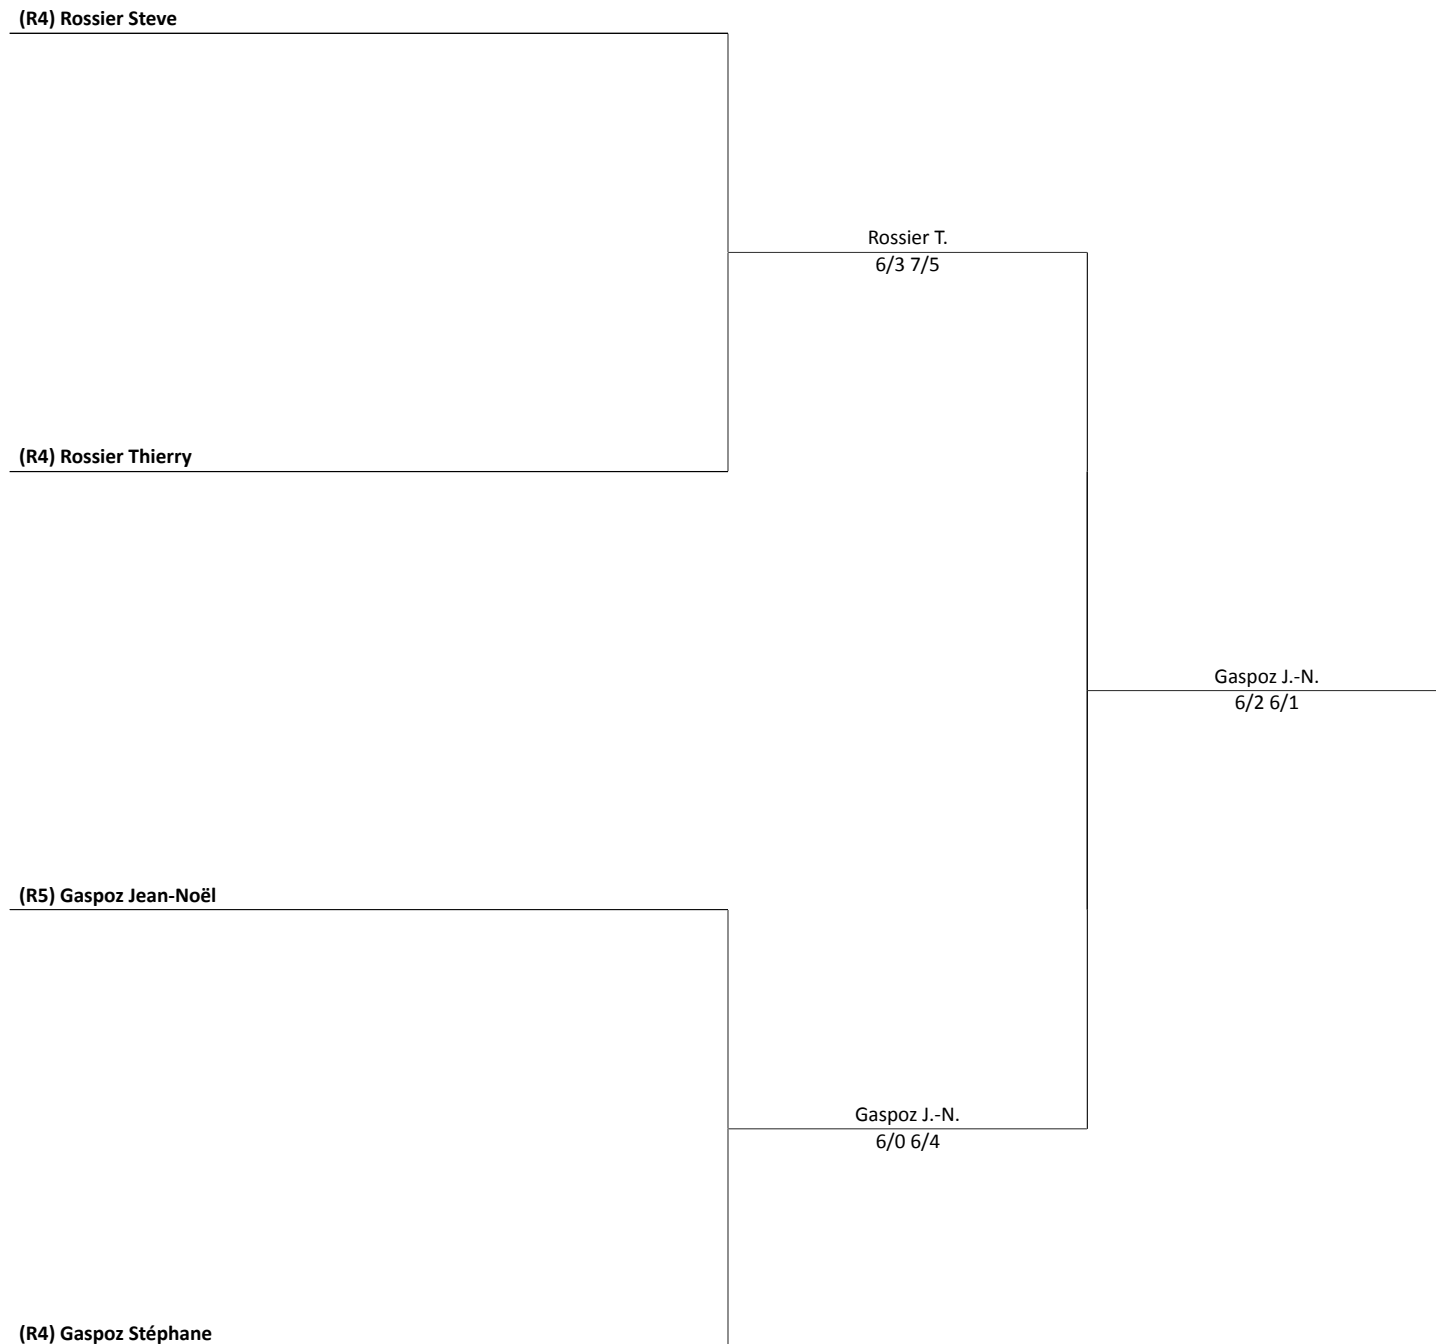 (R4) Rossier Steve
Rossier T.
6/3 7/5
(R4) Rossier Thierry
Gaspoz J.-N.
6/2 6/1
(R5) Gaspoz Jean-Noël
Gaspoz J.-N.
6/0 6/4
(R4) Gaspoz Stéphane